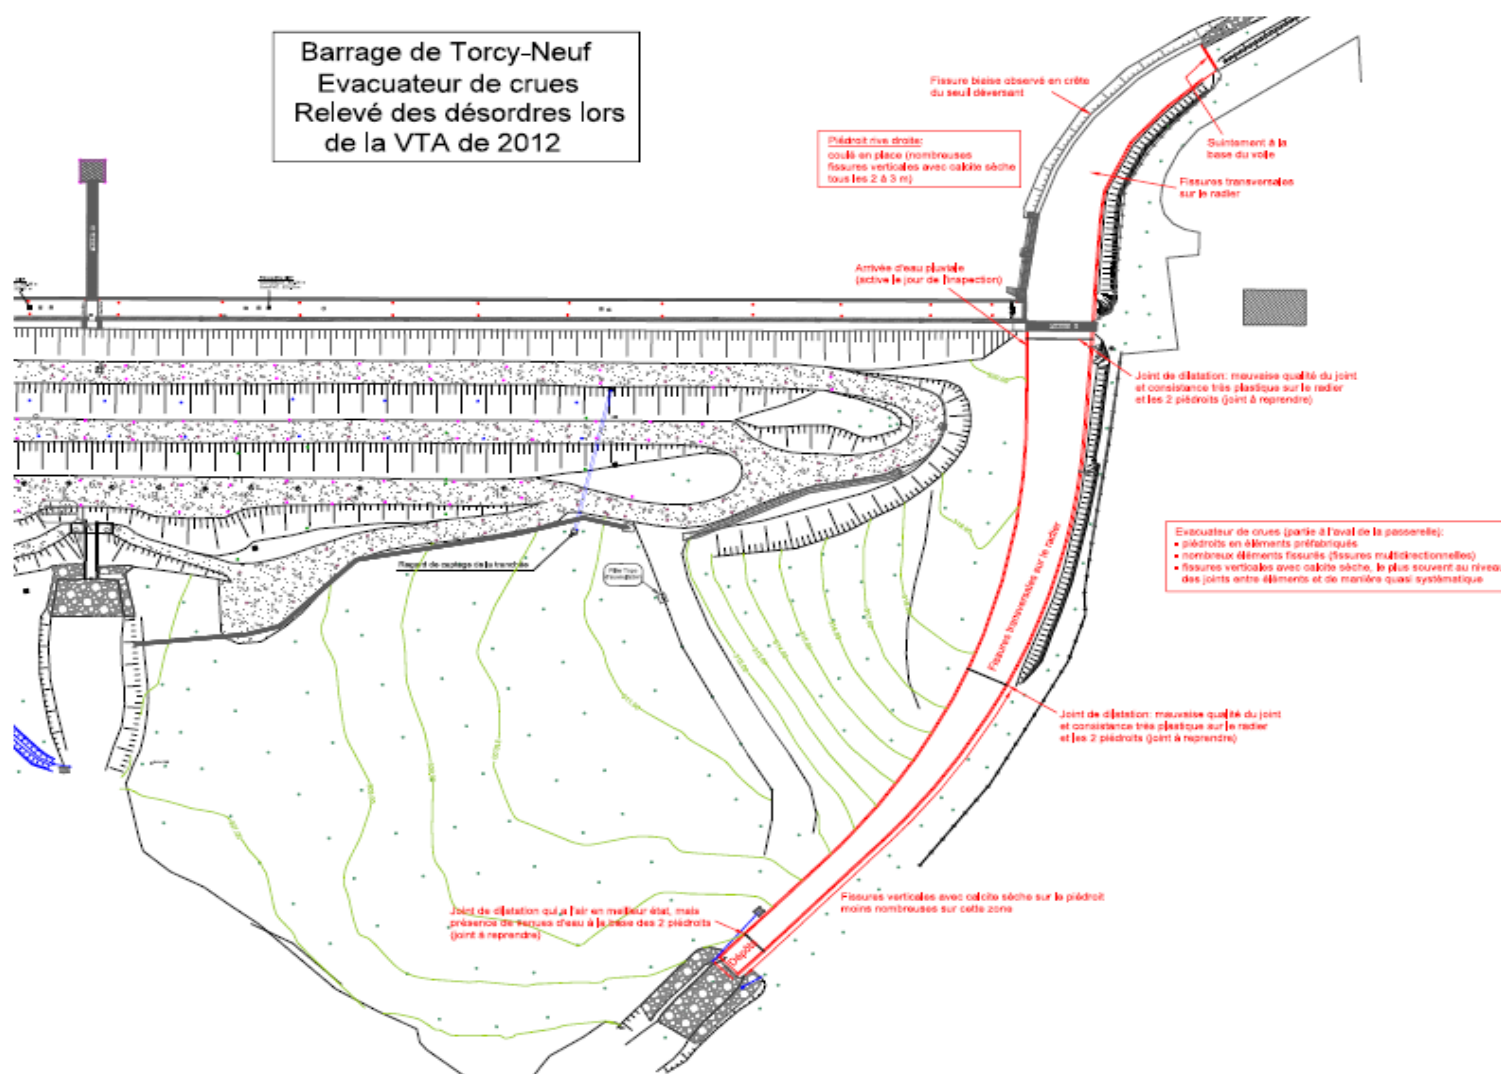 Barrage de Torcy-Neuf
Evacuateur de crues
Relevé des désordres lors
de la VTA de 2012
Fissure biaise observé en crête
du seuil déversant
Piédroit rive droite:
coulé en place (nombreuses
fissures verticales avec calcite sèche
tous les 2 à 3 m)
Suintement à la
base du voile
Fissures transversales
sur le radier
Arrivée d'eau pluviale
(active le jour de l'inspection)
Joint de dilatation: mauvaise qualité du joint
et consistance très plastique sur le radier
et les 2 piédroits (joint à reprendre)
Evacuateur de crues (partie à l'aval de la passerelle):
piédroits en éléments préfabriqués
nombreux éléments fissurés (fissures multidirectionnelles)
fissures verticales avec calcite sèche, le plus souvent au niveau
des joints entre éléments et de manière quasi systématique
Regard de captage de la tranchée
Fissures transversales sur le radier
Joint de dilatation: mauvaise qualité du joint
et consistance très plastique sur le radier
et les 2 piédroits (joint à reprendre)
Fissures verticales avec calcite sèche sur le piédroit
moins nombreuses sur cette zone
Joint de dilatation qui a l'air en meilleur état, mais
présence de venues d'eau à la base des 2 piédroits
(joint à reprendre)
Dépôts